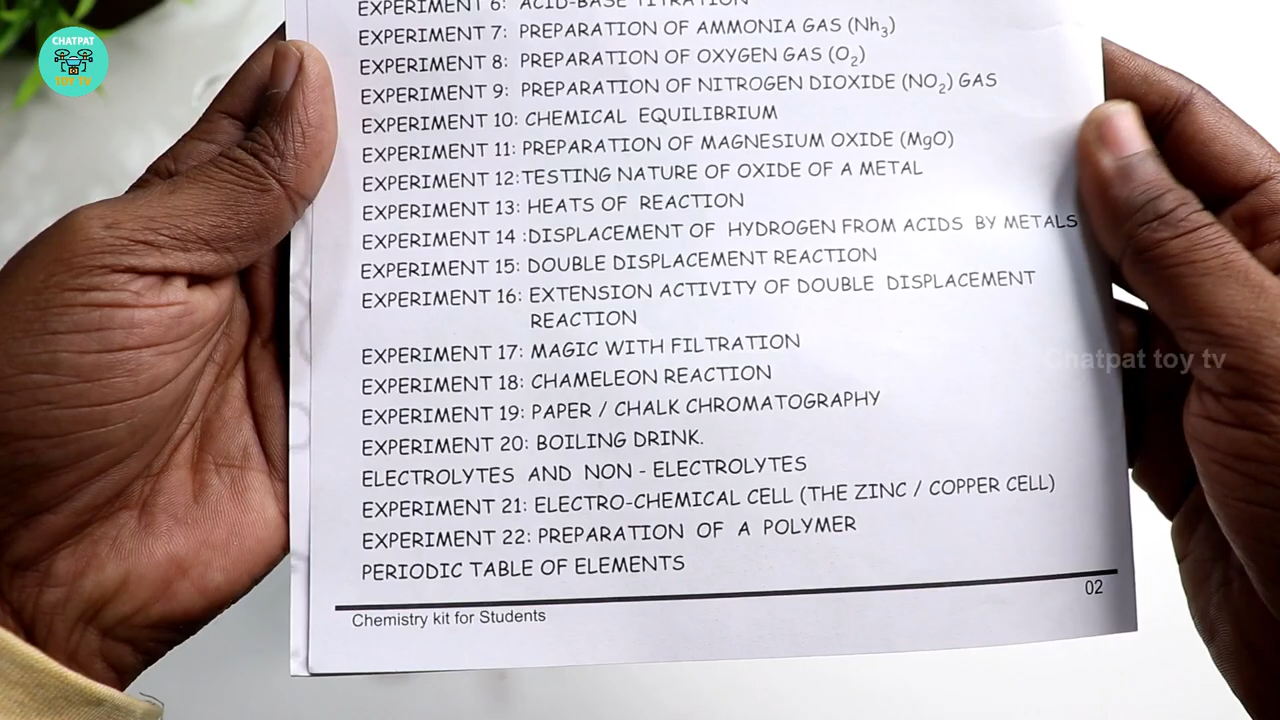 CHATPAT
TOY TV
EXPERIMENT 6: ACID-BASE TITRATION
EXPERIMENT 7: PREPARATION OF AMMONIA GAS (Nh₃)
EXPERIMENT 8: PREPARATION OF OXYGEN GAS (O₂)
EXPERIMENT 9: PREPARATION OF NITROGEN DIOXIDE (NO₂) GAS
EXPERIMENT 10: CHEMICAL EQUILIBRIUM
EXPERIMENT 11: PREPARATION OF MAGNESIUM OXIDE (MgO)
EXPERIMENT 12:TESTING NATURE OF OXIDE OF A METAL
EXPERIMENT 13: HEATS OF REACTION
EXPERIMENT 14 :DISPLACEMENT OF HYDROGEN FROM ACIDS BY METALS
EXPERIMENT 15: DOUBLE DISPLACEMENT REACTION
EXPERIMENT 16: EXTENSION ACTIVITY OF DOUBLE DISPLACEMENT
REACTION
EXPERIMENT 17: MAGIC WITH FILTRATION
Chatpat toy tv
EXPERIMENT 18: CHAMELEON REACTION
EXPERIMENT 19: PAPER / CHALK CHROMATOGRAPHY
EXPERIMENT 20: BOILING DRINK.
ELECTROLYTES AND NON - ELECTROLYTES
EXPERIMENT 21: ELECTRO-CHEMICAL CELL (THE ZINC / COPPER CELL)
EXPERIMENT 22: PREPARATION OF A POLYMER
PERIODIC TABLE OF ELEMENTS
02
Chemistry kit for Students